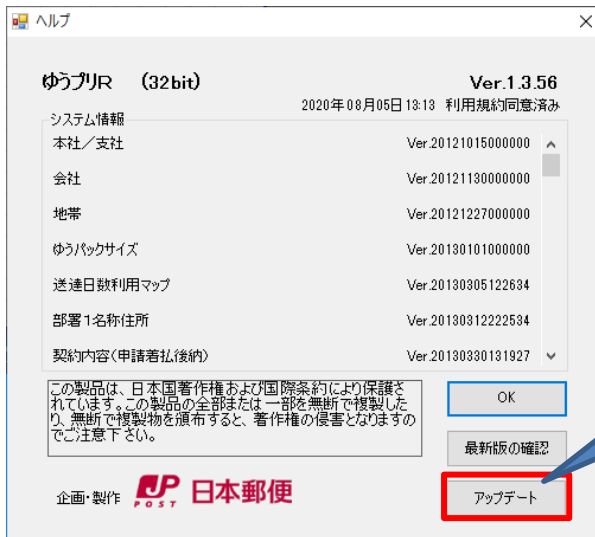 ヘルプ
ゆうプリR (32bit) Ver.1.3.56
2020年08月05日 13:13 利用規約同意済み
システム情報
本社／支社 Ver.20121015000000
会社 Ver.20121130000000
地帯 Ver.20121227000000
ゆうパックサイズ Ver.20130101000000
送達日数利用マップ Ver.20130305122634
部署1名称住所 Ver.20130312222534
契約内容(申請着払後納) Ver.20130330131927
この製品は、日本国著作権および国際条約により保護さ
れています。この製品の全部または一部を無断で複製した
り、無断で複製物を頒布すると、著作権の侵害となりますの
でご注意下さい。
OK
最新版の確認
企画・製作 JP POST 日本郵便
アップデート